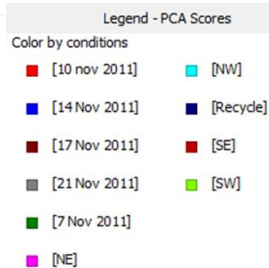 Legend - PCA Scores
Color by conditions
[10 nov 2011]
[14 Nov 2011]
[17 Nov 2011]
[21 Nov 2011]
[7 Nov 2011]
[NE]
[NW]
[Recycle]
[SE]
[SW]